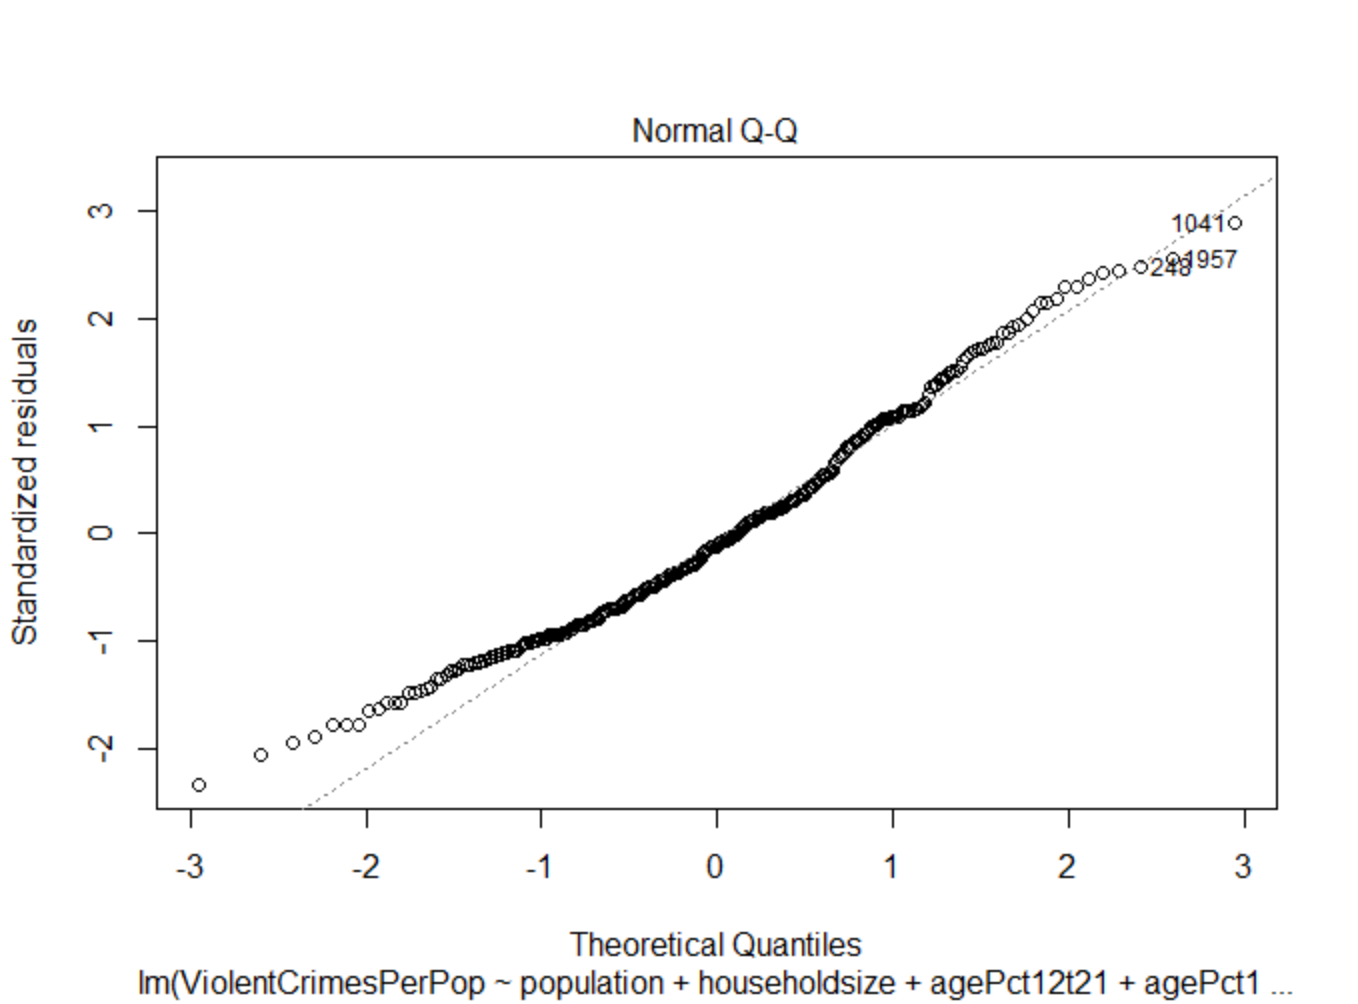 Normal Q-Q
Standardized residuals
3
2
1
0
-1
-2
1041
248
1957
-3 -2 -1 0 1 2 3
Theoretical Quantiles
lm(ViolentCrimesPerPop ~ population + householdsize + agePct12t21 + agePct1 ...